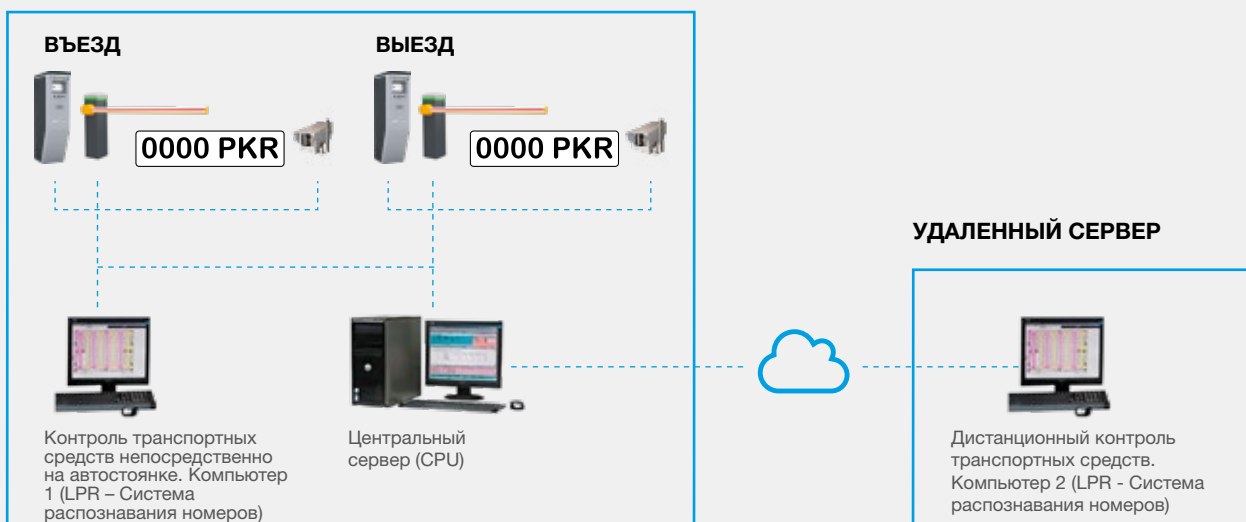 ВЪЕЗД
ВЫЕЗД
0000 PKR
0000 PKR
УДАЛЕННЫЙ СЕРВЕР
Контроль транспортных
средств непосредственно
на автостоянке. Компьютер
1 (LPR – Система
распознавания номеров)
Центральный
сервер (CPU)
Дистанционный контроль
транспортных средств.
Компьютер 2 (LPR - Система
распознавания номеров)